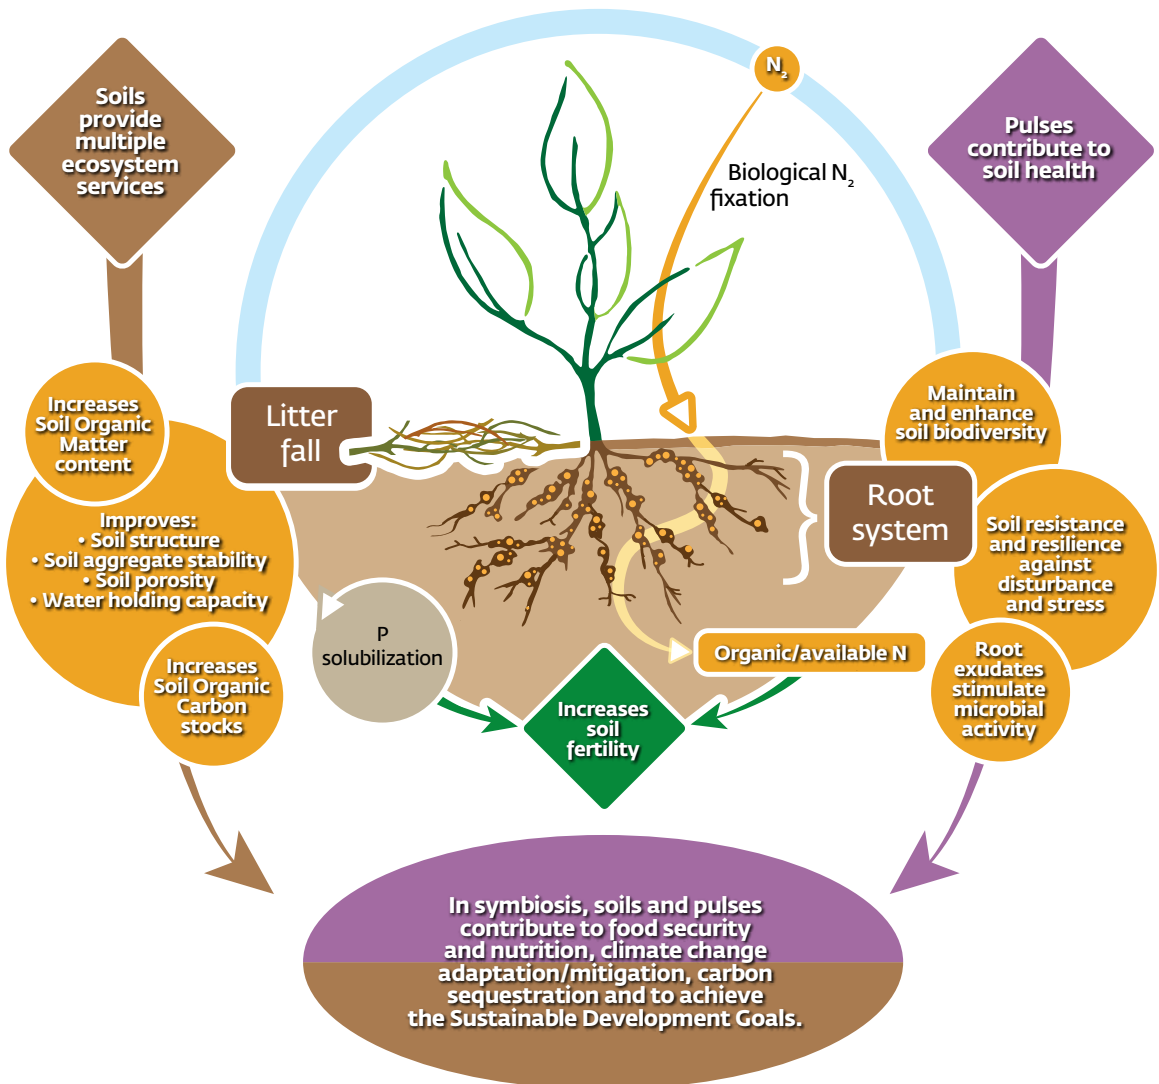 Soils
provide
multiple
ecosystem
services
N₂
Pulses
contribute to
soil health
Biological N₂
fixation
Increases
Soil Organic
Matter
content
Litter
fall
Maintain
and enhance
soil biodiversity
Root
system
Improves:
• Soil structure
• Soil aggregate stability
• Soil porosity
• Water holding capacity
Soil resistance
and resilience
against
disturbance
and stress
P
solubilization
Organic/available N
Increases
Soil Organic
Carbon
stocks
Increases
soil
fertility
Root
exudates
stimulate
microbial
activity
In symbiosis, soils and pulses
contribute to food security
and nutrition, climate change
adaptation/mitigation, carbon
sequestration and to achieve
the Sustainable Development Goals.